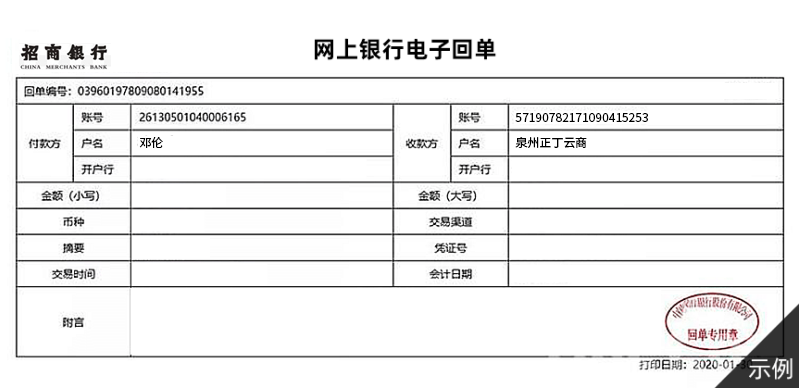 招商银行
CHINA MERCHANTS BANK
网上银行电子回单
回单编号：03960197809080141955
付款方
账号 26130501040006165
户名 邓伦
开户行
收款方
账号 57190782171090415253
户名 泉州正丁云商
开户行
金额（小写） 金额（大写）
币种 交易渠道
摘要 凭证号
交易时间 会计日期
附言
回单专用章
打印日期：2020-01-
示例